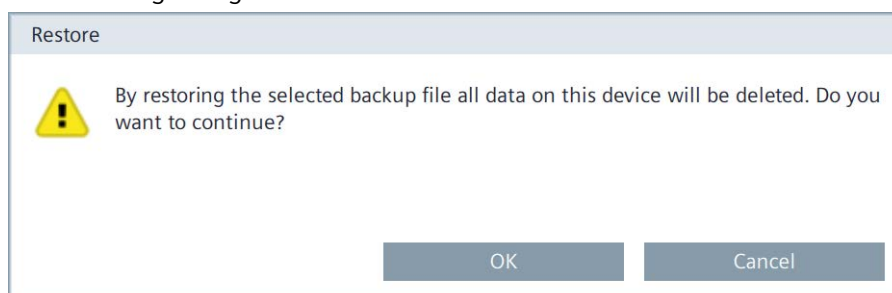 Restore
By restoring the selected backup file all data on this device will be deleted. Do you
want to continue?
OK
Cancel